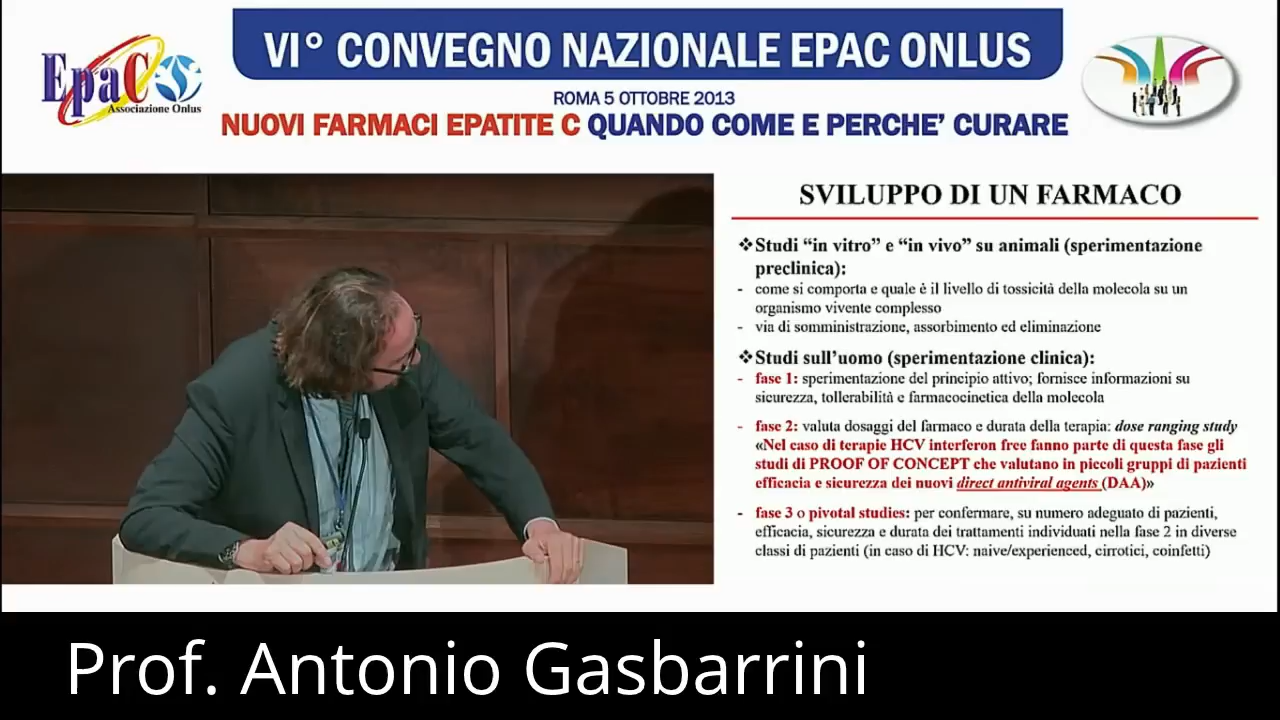 VI° CONVEGNO NAZIONALE EPAC ONLUS
EpaC
Associazione Onlus
ROMA 5 OTTOBRE 2013
NUOVI FARMACI EPATITE C QUANDO COME E PERCHE’ CURARE
SVILUPPO DI UN FARMACO
❖Studi “in vitro” e “in vivo” su animali (sperimentazione
preclinica):
- come si comporta e quale è il livello di tossicità della molecola su un
organismo vivente complesso
- via di somministrazione, assorbimento ed eliminazione
❖Studi sull’uomo (sperimentazione clinica):
- fase 1: sperimentazione del principio attivo; fornisce informazioni su
sicurezza, tollerabilità e farmacocinetica della molecola
- fase 2: valuta dosaggi del farmaco e durata della terapia: dose ranging study
«Nel caso di terapie HCV interferon free fanno parte di questa fase gli
studi di PROOF OF CONCEPT che valutano in piccoli gruppi di pazienti
efficacia e sicurezza dei nuovi direct antiviral agents (DAA)»
- fase 3 o pivotal studies: per confermare, su numero adeguato di pazienti,
efficacia, sicurezza e durata dei trattamenti individuati nella fase 2 in diverse
classi di pazienti (in caso di HCV: naive/experienced, cirrotici, coinfetti)
Prof. Antonio Gasbarrini